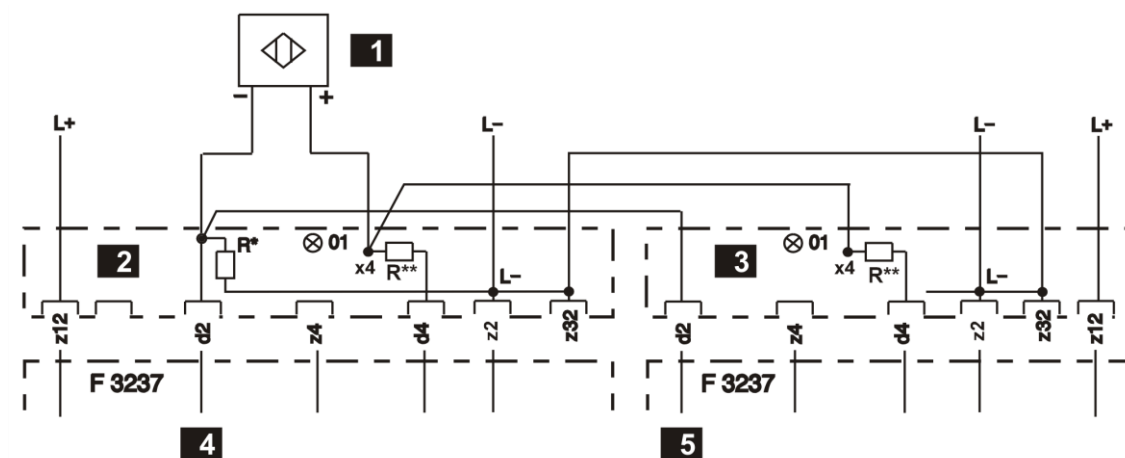 1
− +
L+ L− L− L+
R* 01 01
2 x4 R** L− 3 x4 R** L−
z12 d2 z4 d4 z2 z32 d2 z4 d4 z2 z32 z12
F 3237 F 3237
4 5